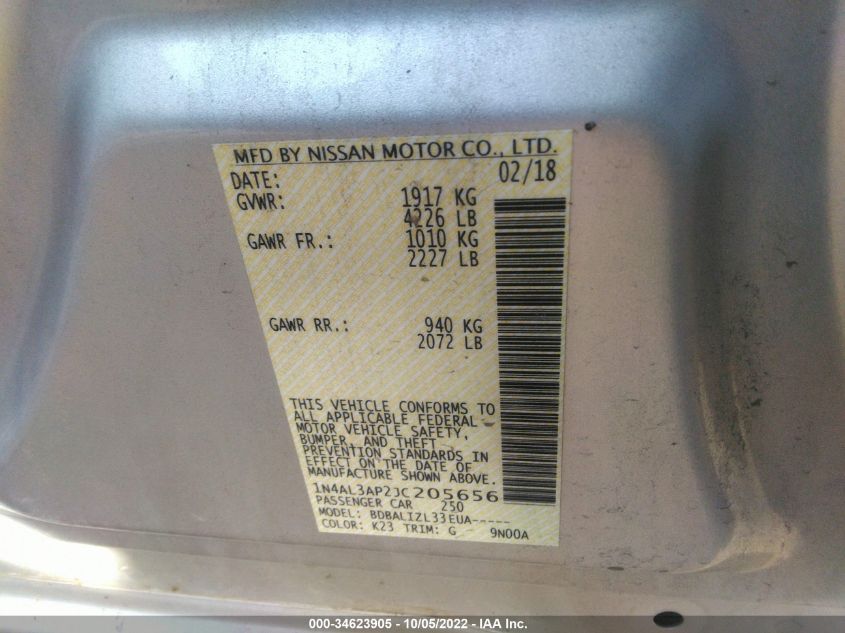 MFD BY NISSAN MOTOR CO., LTD.
DATE: 02/18
GVWR: 1917 KG
4226 LB
GAWR FR.: 1010 KG
2227 LB
GAWR RR.: 940 KG
2072 LB
THIS VEHICLE CONFORMS TO
ALL APPLICABLE FEDERAL
MOTOR VEHICLE SAFETY,
BUMPER, AND THEFT
PREVENTION STANDARDS IN
EFFECT ON THE DATE OF
MANUFACTURE SHOWN ABOVE.
1N4AL3AP2JC205656
PASSENGER CAR 250
MODEL: BDBALIZL33EUA-----
COLOR: K23 TRIM: G 9N00A
000-34623905 - 10/05/2022 - IAA Inc.